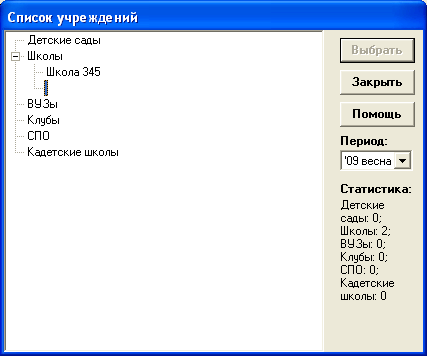 Список учреждений
Детские сады
Школы
Школа 345
ВУЗы
Клубы
СПО
Кадетские школы
Выбрать
Закрыть
Помощь
Период:
'09 весна
Статистика:
Детские
сады: 0;
Школы: 2;
ВУЗы: 0;
Клубы: 0;
СПО: 0;
Кадетские
школы: 0